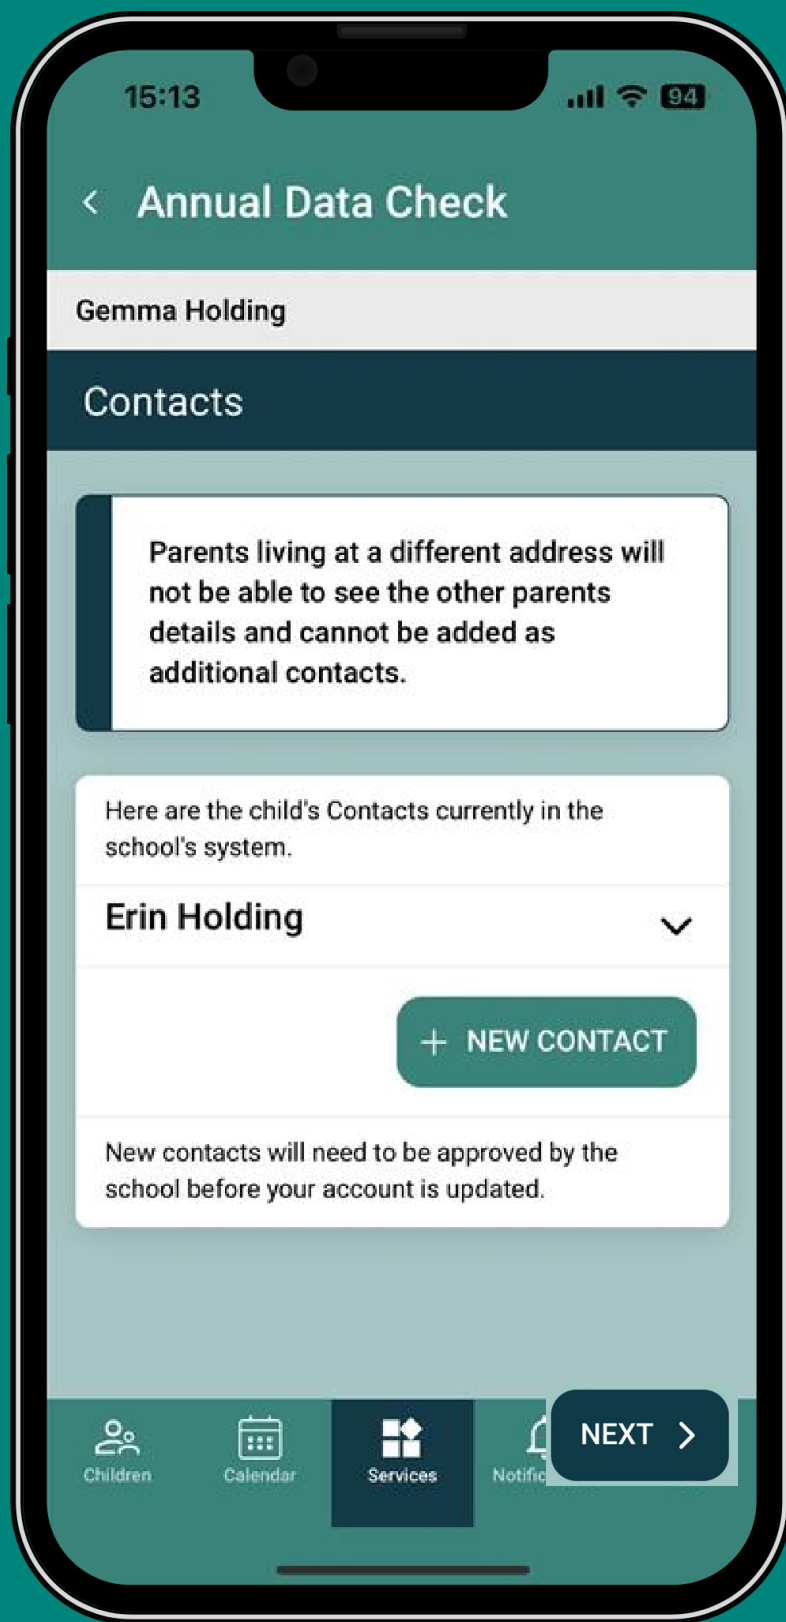 15:13
94
Annual Data Check
Gemma Holding
Contacts
Parents living at a different address will
not be able to see the other parents
details and cannot be added as
additional contacts.
Here are the child's Contacts currently in the
school's system.
Erin Holding
+ NEW CONTACT
New contacts will need to be approved by the
school before your account is updated.
NEXT
Children
Calendar
Services
Notific